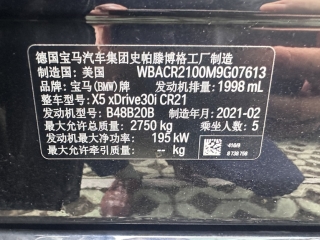 德国宝马汽车集团史帕滕博格工厂制造
制造国: 美国 WBACR2100M9G07613
品牌: 宝马(BMW)牌 发动机排量: 1998 mL
整车型号: X5 xDrive30i CR21
发动机型号: B48B20B 制造年月: 2021-02
最大允许总质量: 2750 kg 乘坐人数: 5
发动机最大净功率: 195 kW
最大允许牵引质量: -- kg